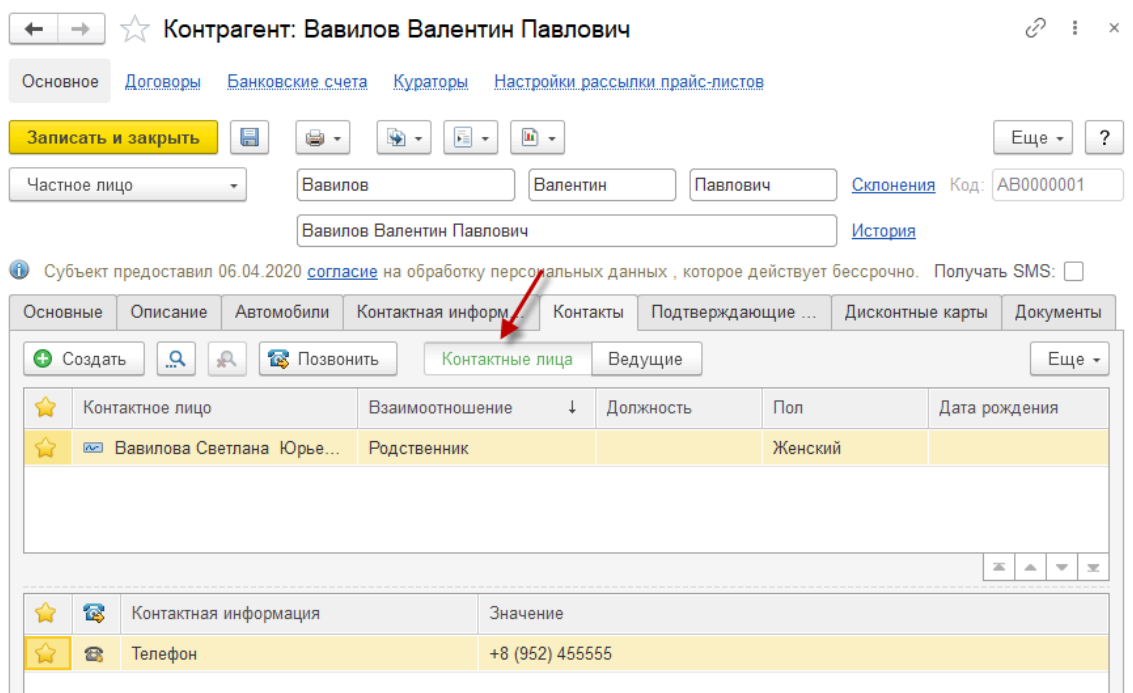 Контрагент: Вавилов Валентин Павлович
Основное Договоры Банковские счета Кураторы Настройки рассылки прайс-листов
Записать и закрыть Еще ?
Частное лицо Вавилов Валентин Павлович Склонения Код: АВ0000001
Вавилов Валентин Павлович История
Субъект предоставил 06.04.2020 согласие на обработку персональных данных , которое действует бессрочно. Получать SMS:
Основные Описание Автомобили Контактная информ... Контакты Подтверждающие ... Дисконтные карты Документы
Создать Позвонить Контактные лица Ведущие Еще
Контактное лицо Взаимоотношение ↓ Должность Пол Дата рождения
Вавилова Светлана Юрье... Родственник Женский
Контактная информация Значение
Телефон +8 (952) 455555